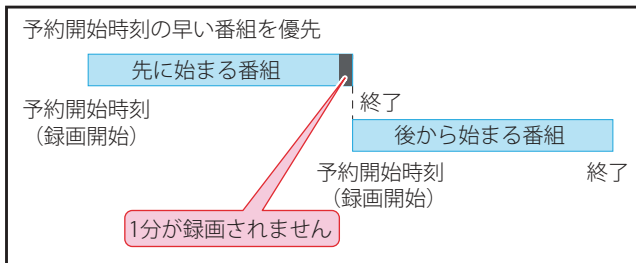 予約開始時刻の早い番組を優先
先に始まる番組
予約開始時刻
（録画開始）
終了
後から始まる番組
予約開始時刻
（録画開始）
終了
1分が録画されません